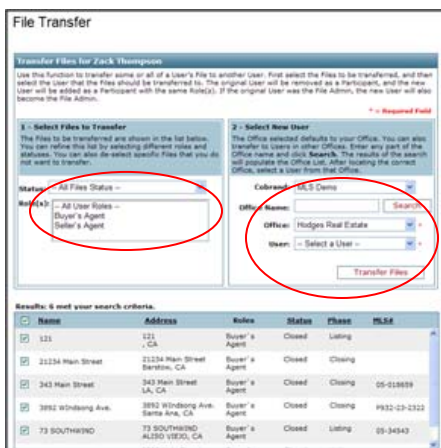 File Transfer
Transfer Files for Zack Thompson
Use this function to transfer some or all of a User's File to another User. First select the Files to be transferred, and then
select the User that the Files should be transferred to. The original User will be removed as a Participant, and the new
User will be added as a Participant with the same Role(s). If the original User was the File Admin, the new User will also
become the File Admin.
* = Required Field
1 - Select Files to Transfer
The Files to be transferred are shown in the list below.
You can refine this list by selecting different roles and
statuses. You can also de-select specific Files that you do
not want to transfer.
Status: -- All Files Status --
Role(s): -- All User Roles --
Buyer's Agent
Seller's Agent
2 - Select New User
The Office selected defaults to your Office. You can also
transfer to Users in other Offices. Enter any part of the
Office name and click Search. The results of the search
will populate the Office List. After locating the correct
Office, select a User from that Office.
Cobrand: MLS Demo
Office Name: Search
Office: Hodges Real Estate *
User: -- Select a User -- *
Transfer Files
Results: 6 met your search criteria.
Name Address Roles Status Phase MLS#
121 121 , CA Buyer's Agent Closed Listing
21234 Main Street 21234 Main Street Barstow, CA Buyer's Agent Closed Closing
343 Main Street 343 Main Street LA, CA Buyer's Agent Closed Closing 05-018659
3892 Windsong Ave. 3892 Windsong Ave. Santa Ana, CA Buyer's Agent Closed Closing P932-23-2322
73 SOUTHWIND 73 SOUTHWIND ALISO VIEJO, CA Buyer's Agent Closed Listing 05-34543